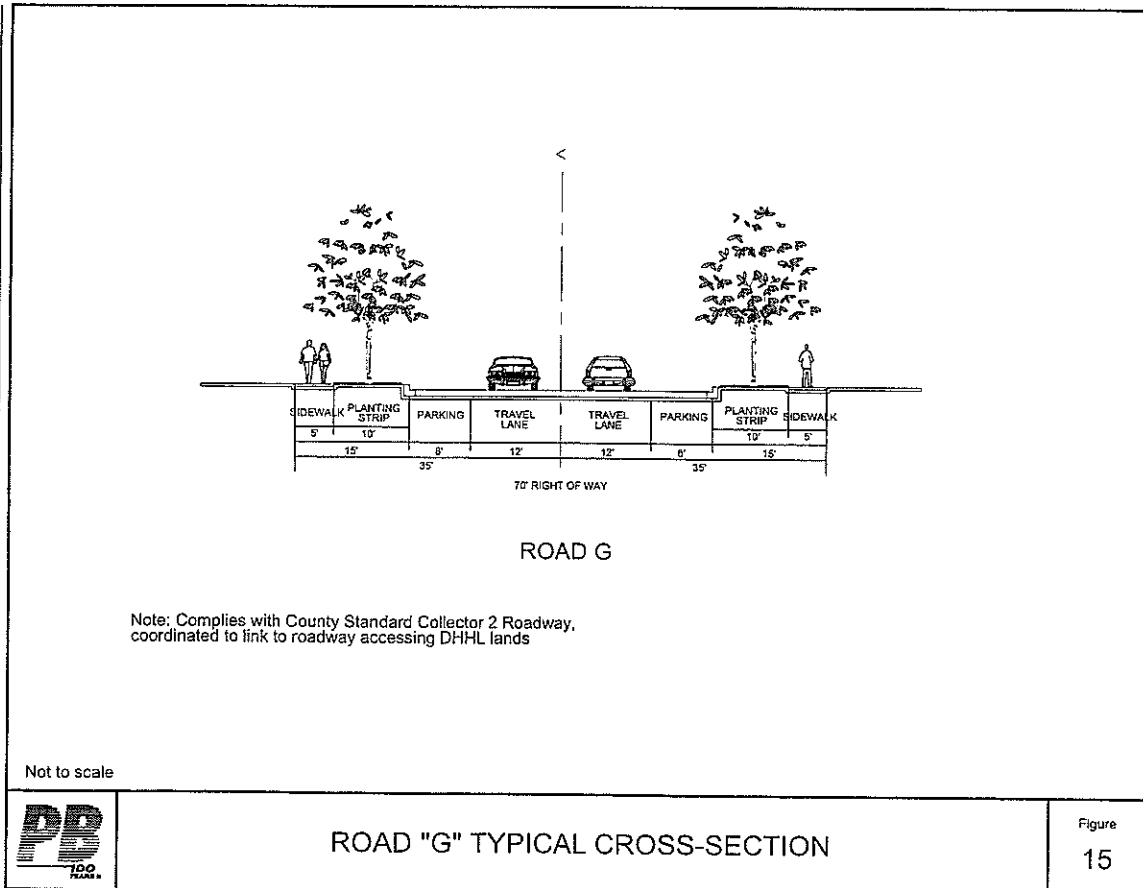 <
SIDEWALK PLANTING STRIP PARKING TRAVEL LANE TRAVEL LANE PARKING PLANTING STRIP SIDEWALK
5' 10' 10' 5'
15' 8' 12' 12' 8' 15'
35' 35'
70' RIGHT OF WAY
ROAD G
Note: Complies with County Standard Collector 2 Roadway,
coordinated to link to roadway accessing DHHL lands
Not to scale
PB
100
YEARS
ROAD "G" TYPICAL CROSS-SECTION
Figure
15